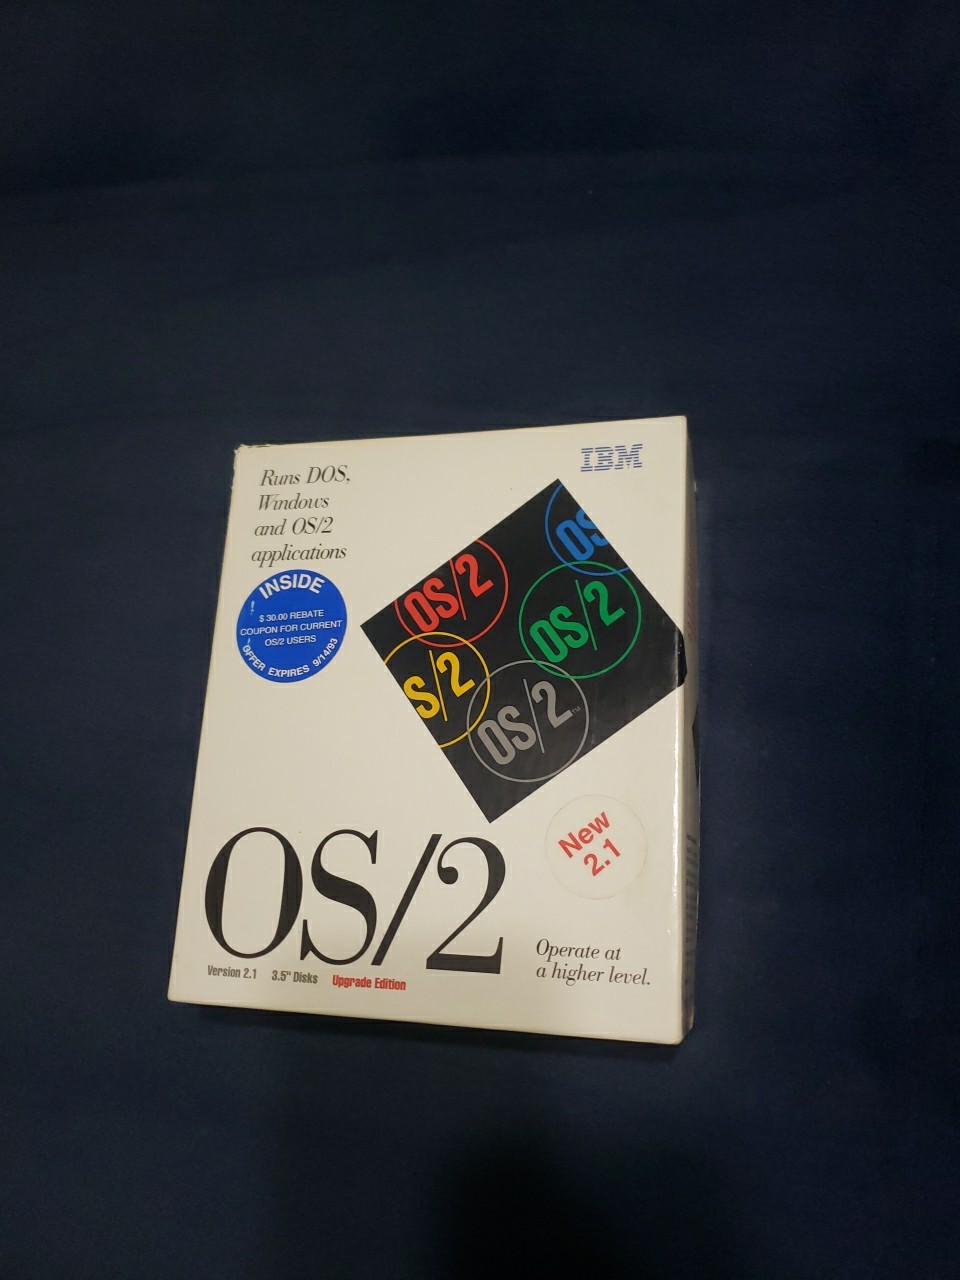 Runs DOS,
Windows
and OS/2
applications
IBM
INSIDE
$ 30.00 REBATE
COUPON FOR CURRENT
OS/2 USERS
OFFER EXPIRES 9/14/93
OS
OS/2
OS/2
S/2
OS/2™
New
2.1
OS/2
Version 2.1 3.5" Disks Upgrade Edition
Operate at
a higher level.